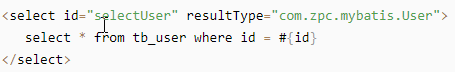 <select id="selectUser" resultType="com.zpc.mybatis.User">
select * from tb_user where id = #{id}
</select>